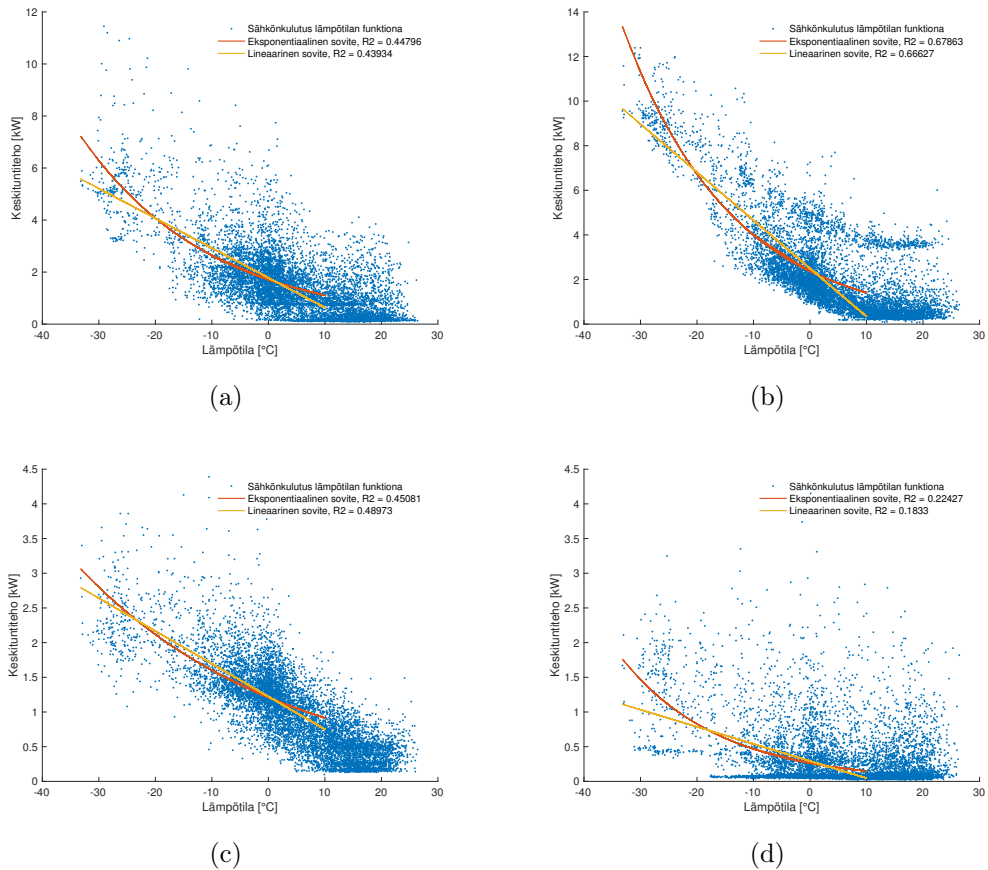 12
10
8
6
4
2
0
-40
-30
-20
-10
0
10
20
30
Keskituntiteho [kW]
Lämpötila [°C]
Sähkönkulutus lämpötilan funktiona
Eksponentiaalinen sovite, R2 = 0.44796
Lineaarinen sovite, R2 = 0.43934
(a)
14
12
10
8
6
4
2
0
-40
-30
-20
-10
0
10
20
30
Keskituntiteho [kW]
Lämpötila [°C]
Sähkönkulutus lämpötilan funktiona
Eksponentiaalinen sovite, R2 = 0.67863
Lineaarinen sovite, R2 = 0.66627
(b)
4.5
4
3.5
3
2.5
2
1.5
1
0.5
0
-40
-30
-20
-10
0
10
20
30
Keskituntiteho [kW]
Lämpötila [°C]
Sähkönkulutus lämpötilan funktiona
Eksponentiaalinen sovite, R2 = 0.45081
Lineaarinen sovite, R2 = 0.48973
(c)
4.5
4
3.5
3
2.5
2
1.5
1
0.5
0
-40
-30
-20
-10
0
10
20
30
Keskituntiteho [kW]
Lämpötila [°C]
Sähkönkulutus lämpötilan funktiona
Eksponentiaalinen sovite, R2 = 0.22427
Lineaarinen sovite, R2 = 0.1833
(d)